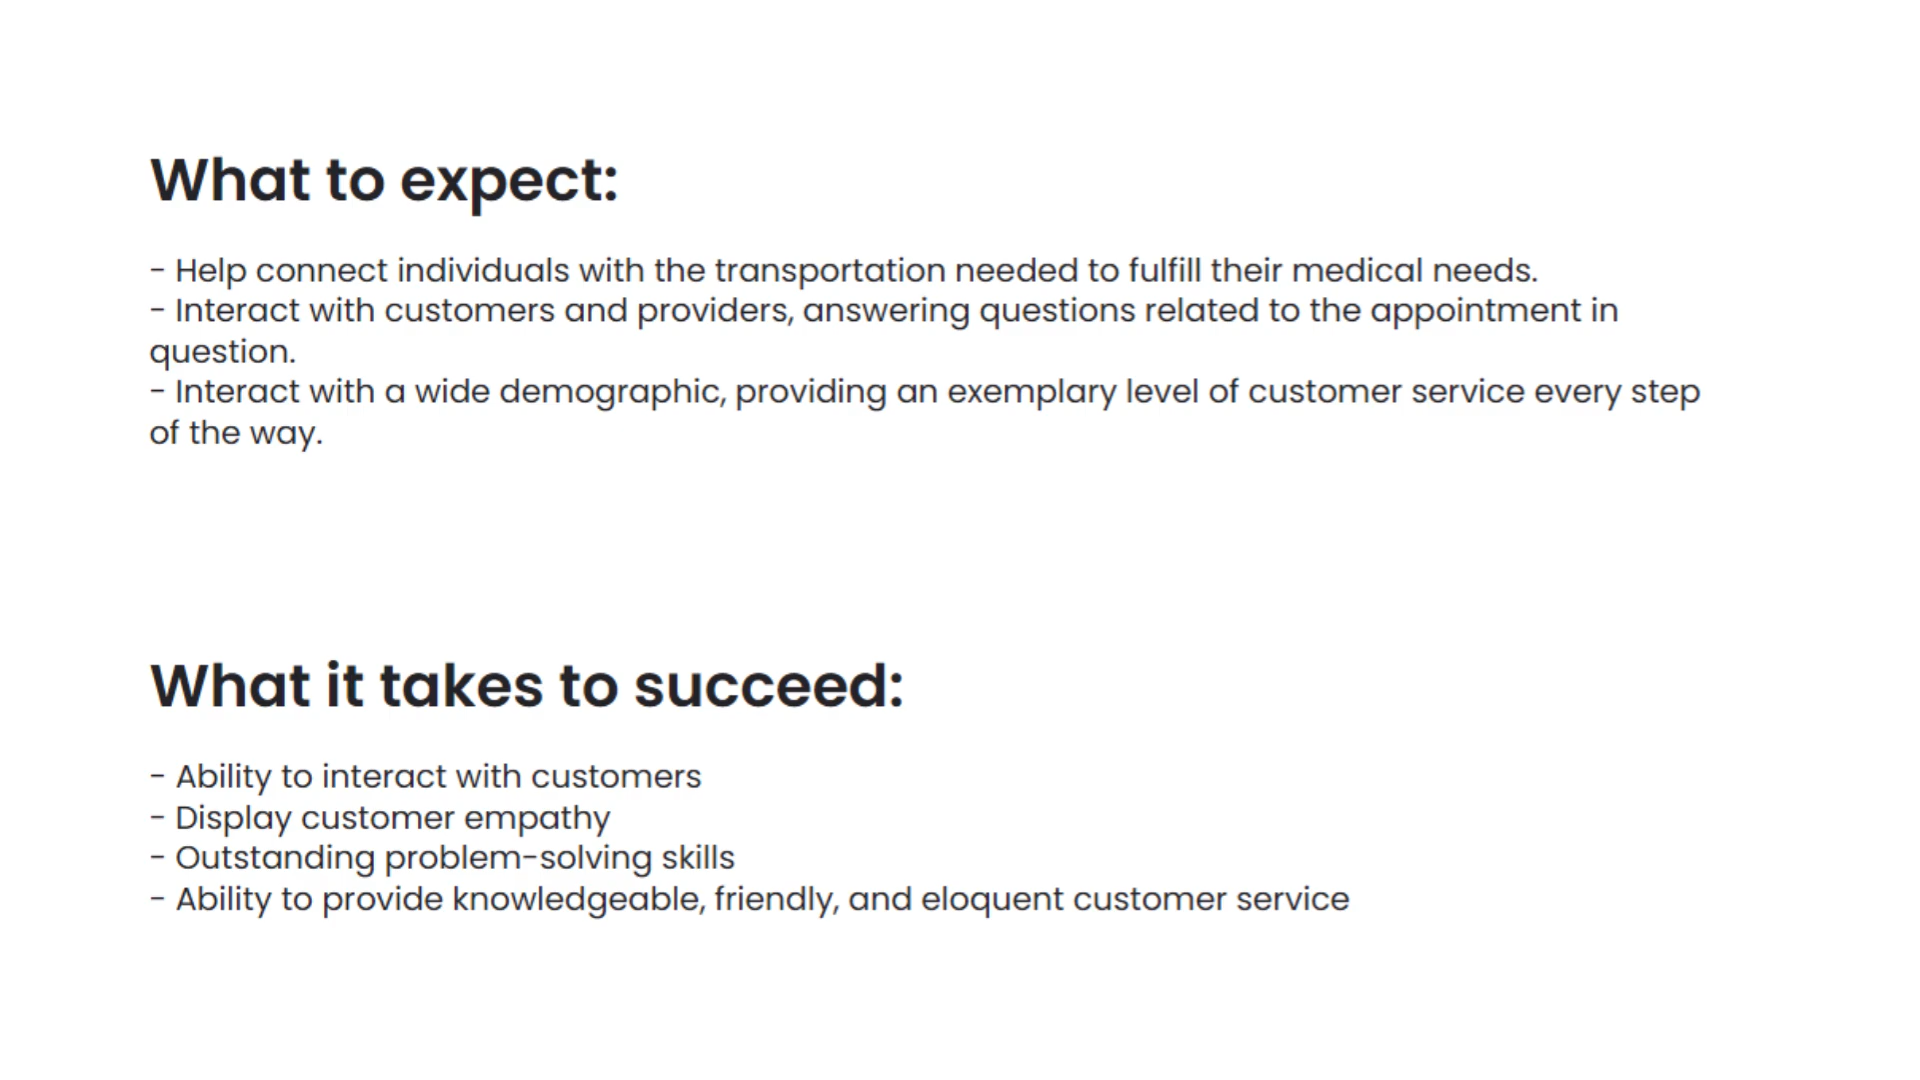 What to expect:
- Help connect individuals with the transportation needed to fulfill their medical needs.
- Interact with customers and providers, answering questions related to the appointment in
question.
- Interact with a wide demographic, providing an exemplary level of customer service every step
of the way.
What it takes to succeed:
- Ability to interact with customers
- Display customer empathy
- Outstanding problem-solving skills
- Ability to provide knowledgeable, friendly, and eloquent customer service